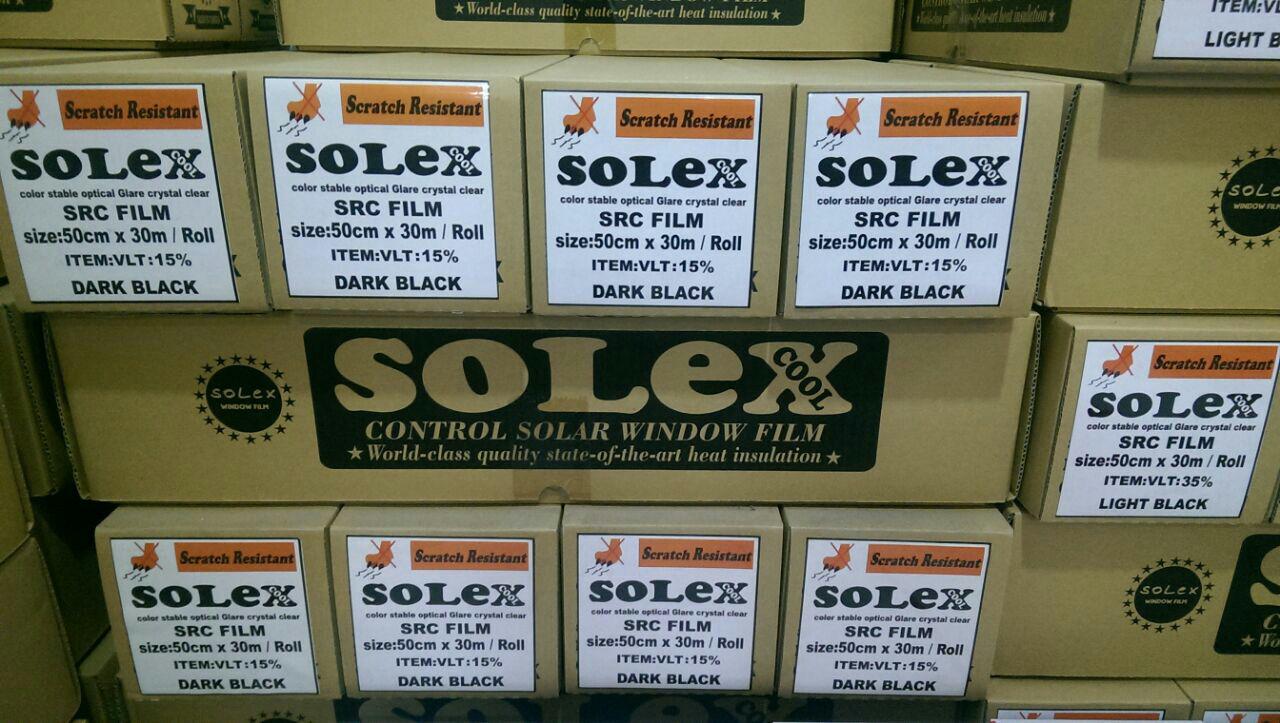 ★World-class quality state-of-the-art heat insulation★
ITEM:VL
LIGHT B
Scratch Resistant
SOLex COOL
color stable optical Glare crystal clear
SRC FILM
size:50cm x 30m / Roll
ITEM:VLT:15%
DARK BLACK
Scratch Resistant
SOLex COOL
color stable optical Glare crystal clear
SRC FILM
size:50cm x 30m / Roll
ITEM:VLT:15%
DARK BLACK
Scratch Resistant
SOLex COOL
color stable optical Glare crystal clear
SRC FILM
size:50cm x 30m / Roll
ITEM:VLT:15%
DARK BLACK
Scratch Resistant
SOLex COOL
color stable optical Glare crystal clear
SRC FILM
size:50cm x 30m / Roll
ITEM:VLT:15%
DARK BLACK
SOLex
WINDOW FILM
SOLex
WINDOW FILM
SOLex COOL
CONTROL SOLAR WINDOW FILM
★World-class quality state-of-the-art heat insulation★
Scratch Resistant
SOLex COOL
color stable optical Glare crystal clear
SRC FILM
size:50cm x 30m / Roll
ITEM:VLT:35%
LIGHT BLACK
Scratch Resistant
SOLex COOL
color stable optical Glare crystal clear
SRC FILM
size:50cm x 30m / Roll
ITEM:VLT:15%
DARK BLACK
Scratch Resistant
SOLex COOL
color stable optical Glare crystal clear
SRC FILM
size:50cm x 30m / Roll
ITEM:VLT:15%
DARK BLACK
Scratch Resistant
SOLex COOL
color stable optical Glare crystal clear
SRC FILM
size:50cm x 30m / Roll
ITEM:VLT:15%
DARK BLACK
Scratch Resistant
SOLex COOL
color stable optical Glare crystal clear
SRC FILM
size:50cm x 30m / Roll
ITEM:VLT:15%
DARK BLACK
SOLex
WINDOW FILM